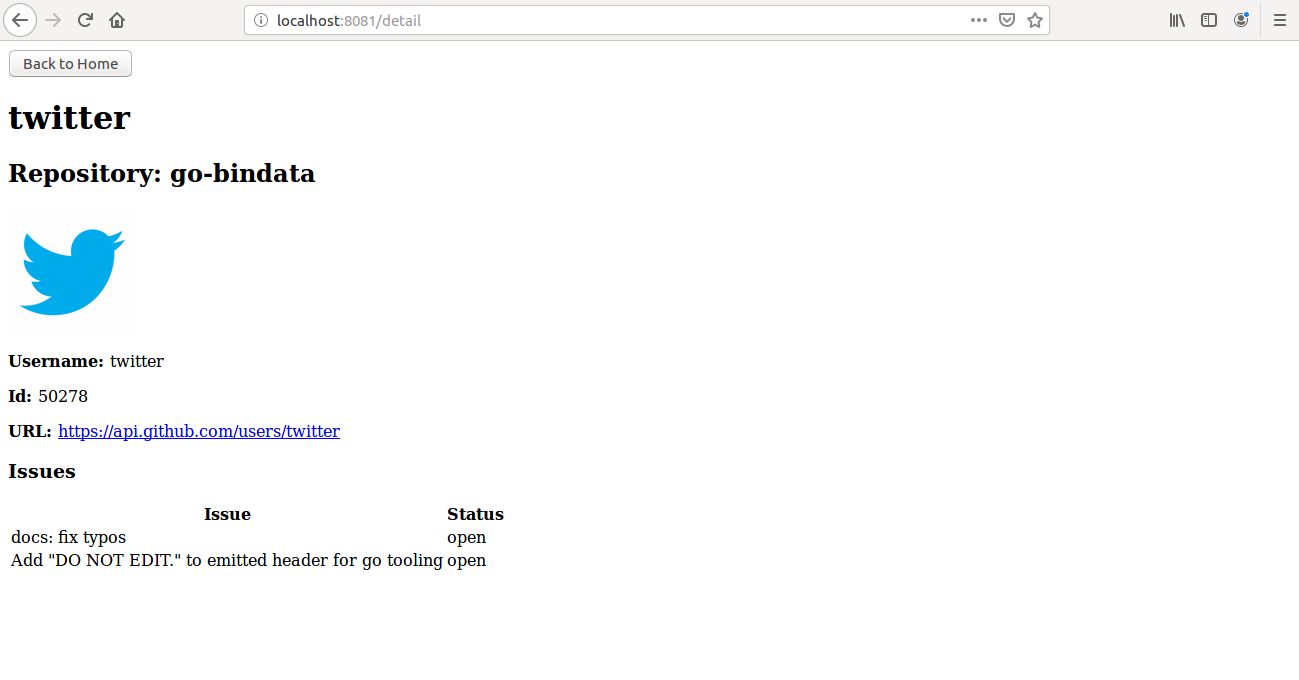 localhost:8081/detail
Back to Home
twitter
Repository: go-bindata
Username: twitter
Id: 50278
URL: https://api.github.com/users/twitter
Issues
Issue Status
docs: fix typos open
Add "DO NOT EDIT." to emitted header for go tooling open